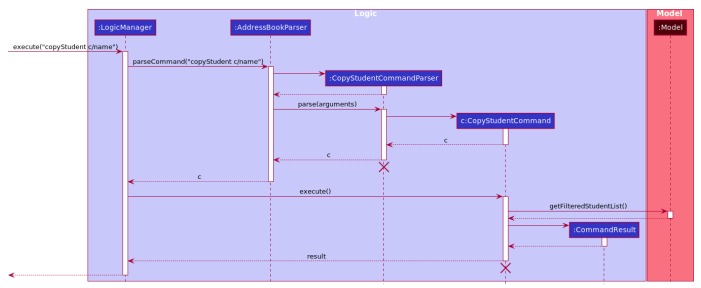 Logic
Model
:LogicManager
:AddressBookParser
:Model
execute("copyStudent c/name")
parseCommand("copyStudent c/name")
:CopyStudentCommandParser
parse(arguments)
c:CopyStudentCommand
c
c
c
execute()
getFilteredStudentList()
:CommandResult
result